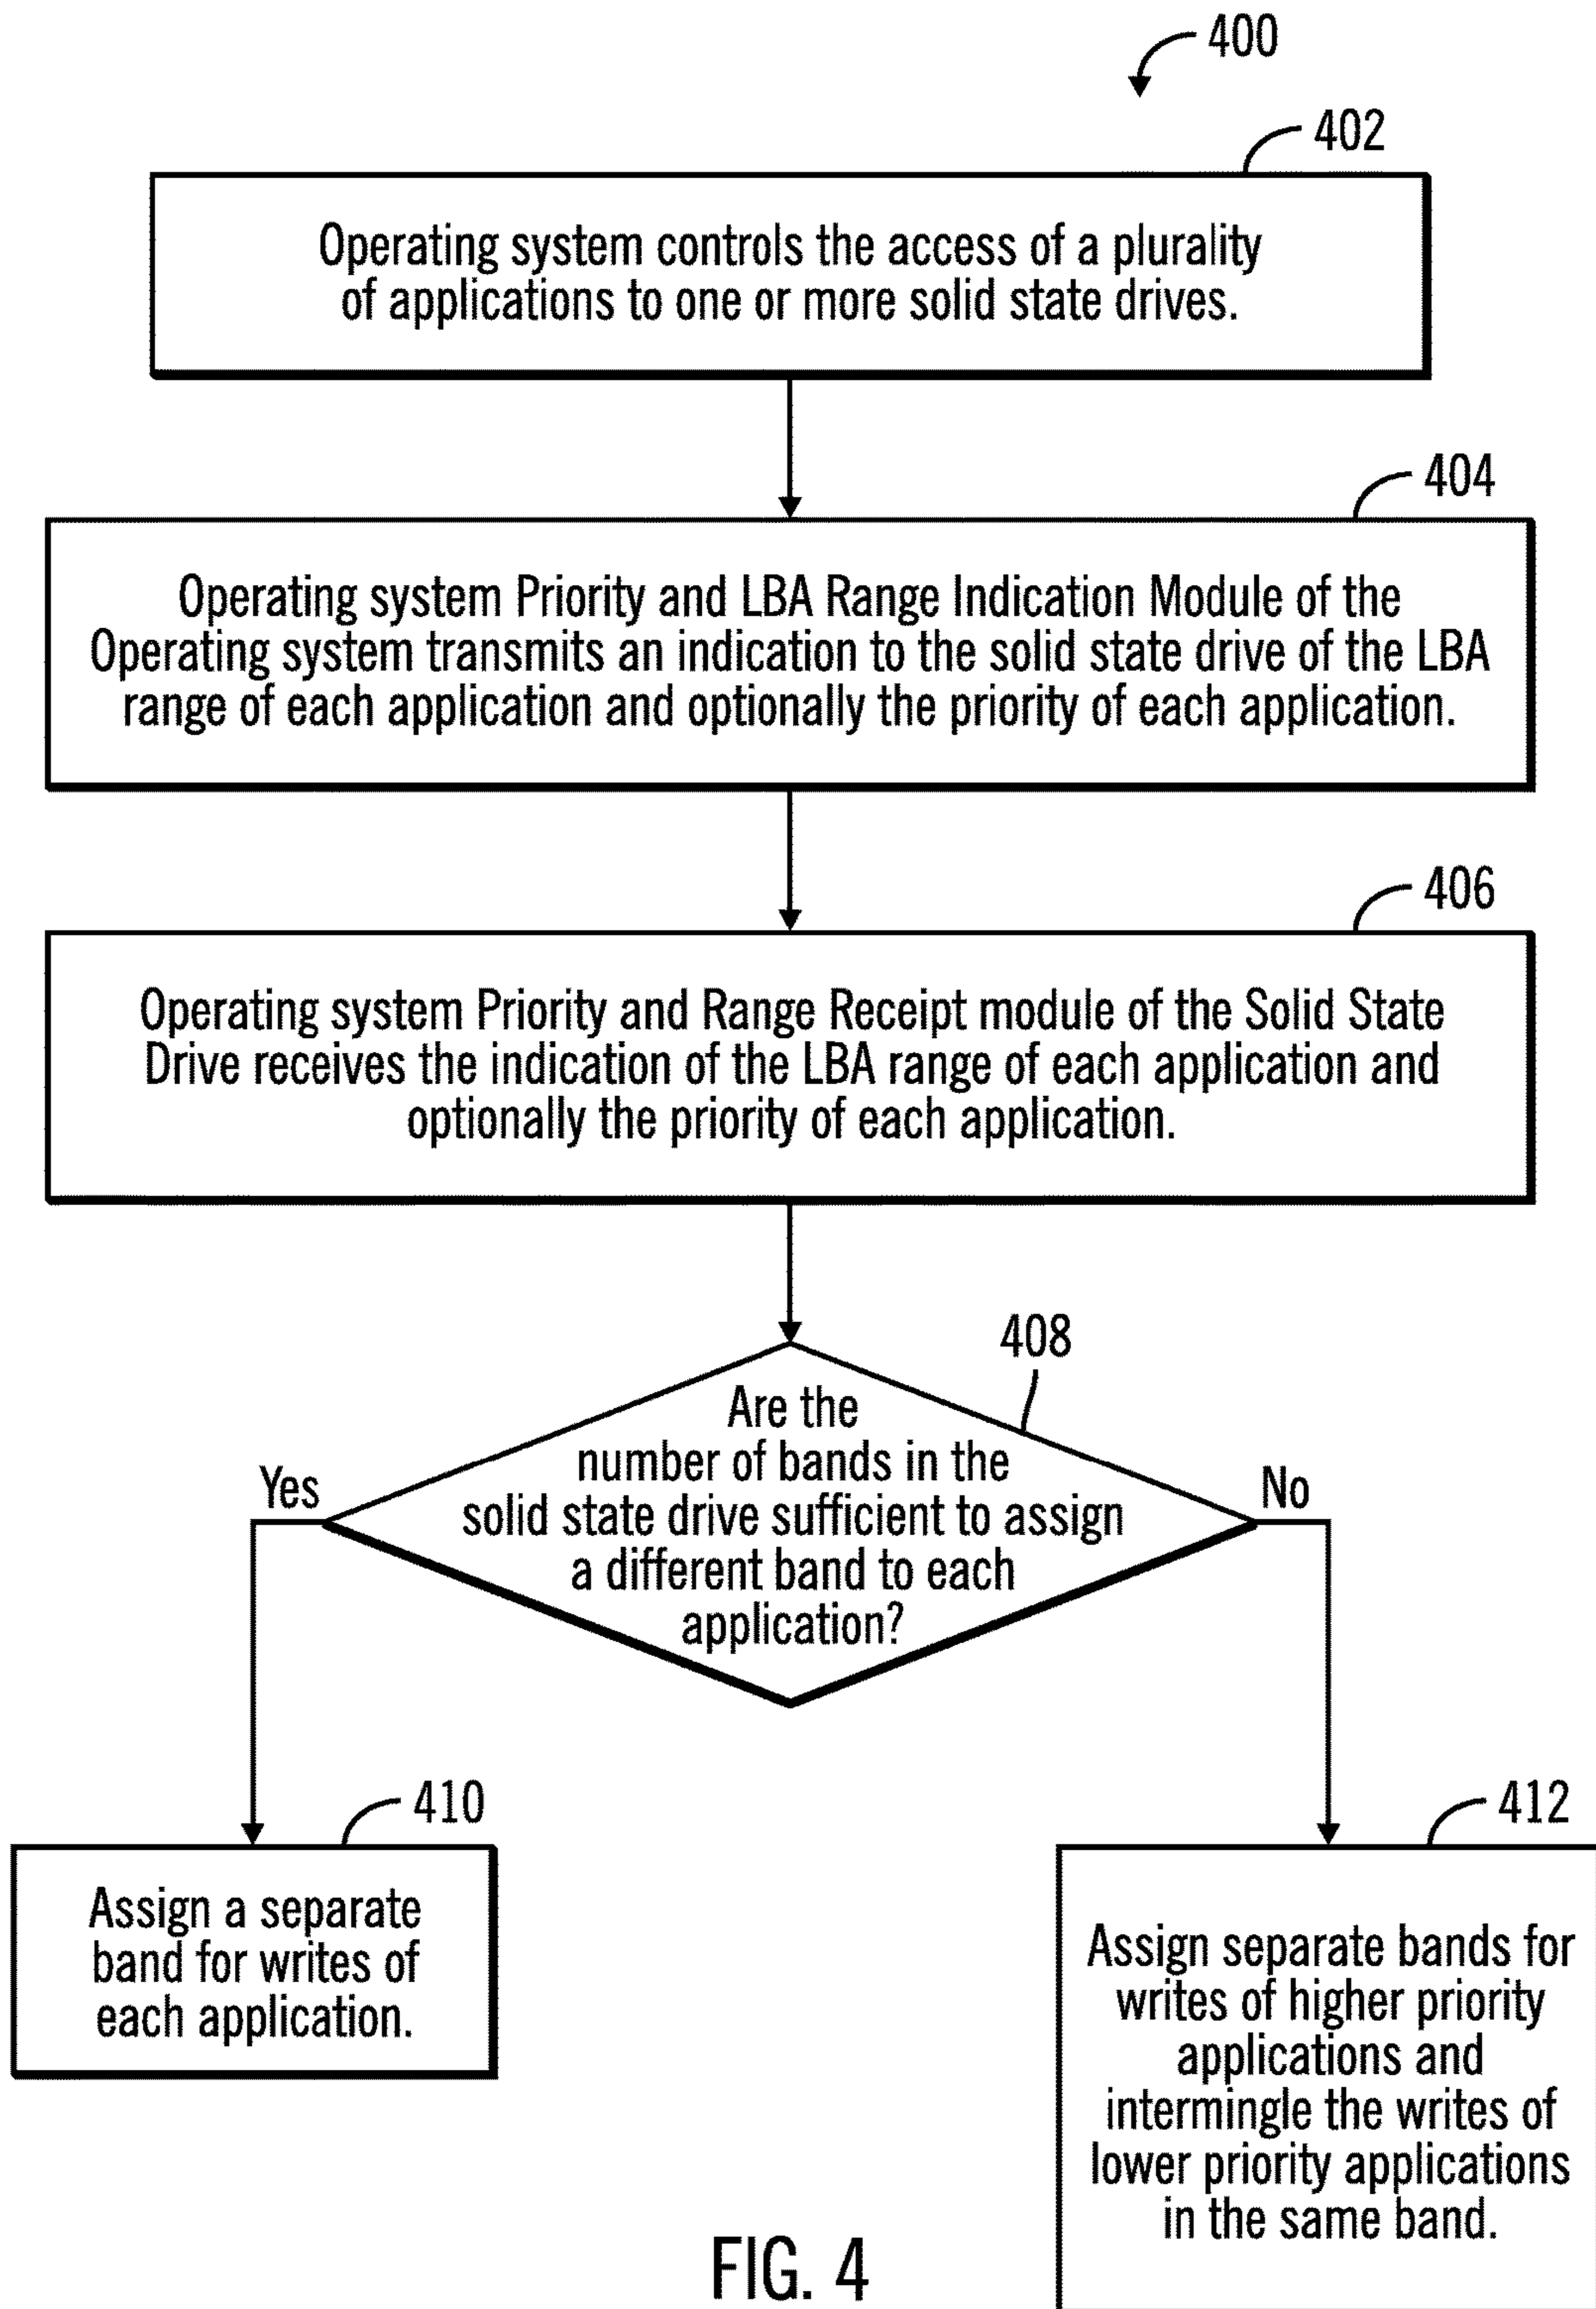 400
402
Operating system controls the access of a plurality
of applications to one or more solid state drives.
404
Operating system Priority and LBA Range Indication Module of the
Operating system transmits an indication to the solid state drive of the LBA
range of each application and optionally the priority of each application.
406
Operating system Priority and Range Receipt module of the Solid State
Drive receives the indication of the LBA range of each application and
optionally the priority of each application.
408
Are the
number of bands in the
solid state drive sufficient to assign
a different band to each
application?
Yes
No
410
Assign a separate
band for writes of
each application.
412
Assign separate bands for
writes of higher priority
applications and
intermingle the writes of
lower priority applications
in the same band.
FIG. 4